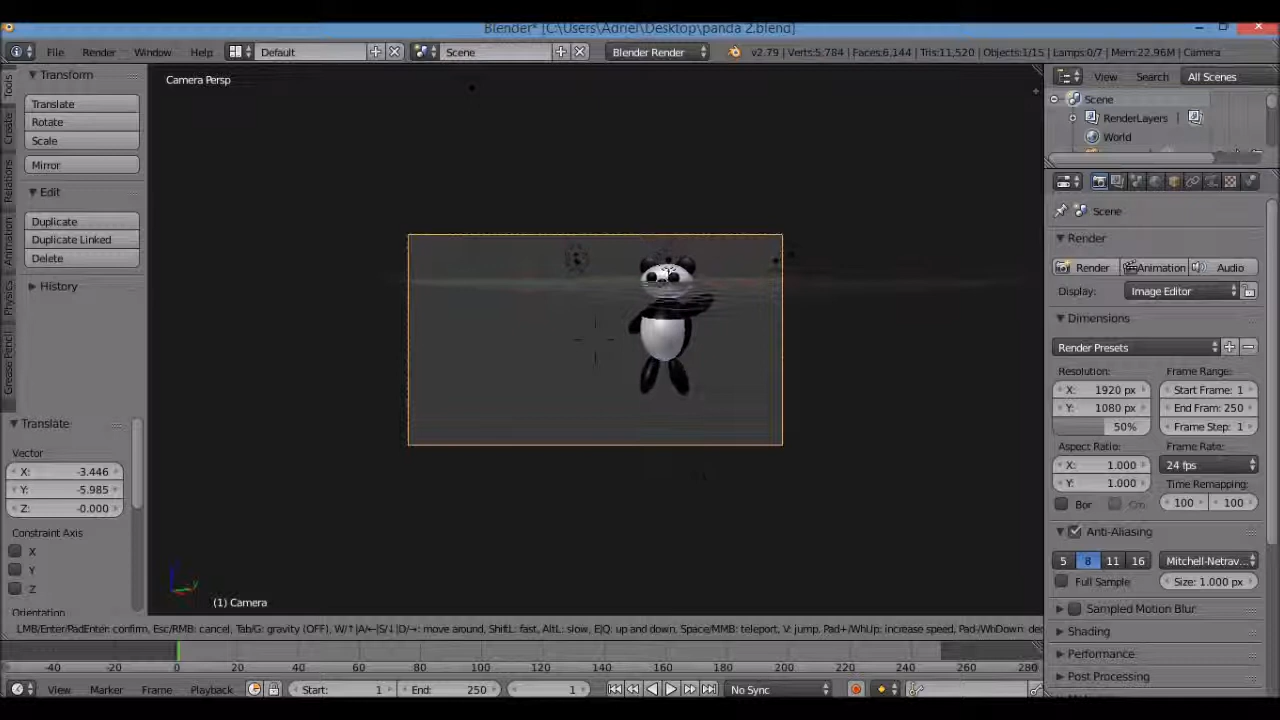 Blender* [C:\Users\Adriel\Desktop\panda 2.blend]
File Render Window Help Default Scene Blender Render v2.79 | Verts:5,784 | Faces:6,144 | Tris:11,520 | Objects:1/15 | Lamps:0/7 | Mem:22.96M | Camera
Tools
Create
Relations
Animation
Physics
Grease Pencil
Transform
Translate
Rotate
Scale
Mirror
Edit
Duplicate
Duplicate Linked
Delete
History
Translate
Vector
X: -3.446
Y: -5.985
Z: -0.000
Constraint Axis
X
Y
Z
Orientation
Camera Persp
(1) Camera
LMB/Enter/PadEnter: confirm, Esc/RMB: cancel, Tab/G: gravity (OFF), W/↑|A/←|S/↓|D/→: move around, Shift|L: fast, Alt|L: slow, E|Q: up and down, Space/MMB: teleport, V: jump, Pad+/WhUp: increase speed, Pad-/WhDown: de
-40 -20 0 20 40 60 80 100 120 140 160 180 200 220 240 260 280
View Marker Frame Playback Start: 1 End: 250 1 No Sync
View Search All Scenes
Scene
RenderLayers |
World
Scene
Render
Render Animation Audio
Display: Image Editor
Dimensions
Render Presets
Resolution: Frame Range:
X: 1920 px Start Frame: 1
Y: 1080 px End Fram: 250
50% Frame Step: 1
Aspect Ratio: Frame Rate:
X: 1.000 24 fps
Y: 1.000 Time Remapping:
Bor 100 100
Anti-Aliasing
5 8 11 16 Mitchell-Netrav...
Full Sample Size: 1.000 px
Sampled Motion Blur
Shading
Performance
Post Processing